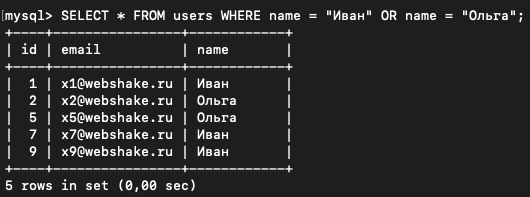 [mysql> SELECT * FROM users WHERE name = "Иван" OR name = "Ольга";
+----+----------------+------------+
| id | email          | name       |
+----+----------------+------------+
|  1 | x1@webshake.ru | Иван       |
|  2 | x2@webshake.ru | Ольга      |
|  5 | x5@webshake.ru | Ольга      |
|  7 | x7@webshake.ru | Иван       |
|  9 | x9@webshake.ru | Иван       |
+----+----------------+------------+
5 rows in set (0,00 sec)